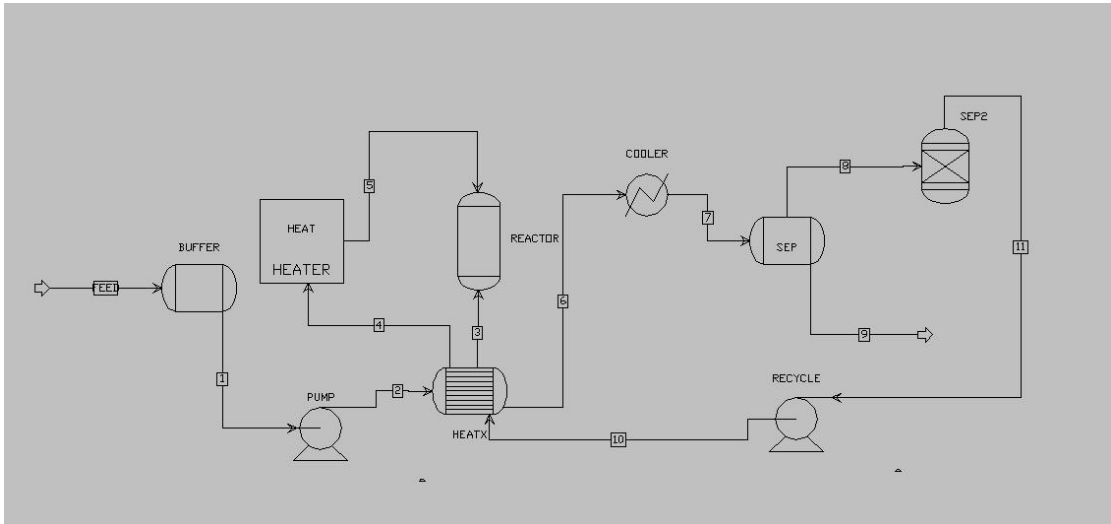 SEP2
COOLER
8
5
HEAT
REACTOR
7
11
BUFFER
SEP
HEATER
FEED
6
4
3
9
1
PUMP
2
RECYCLE
HEATX
10